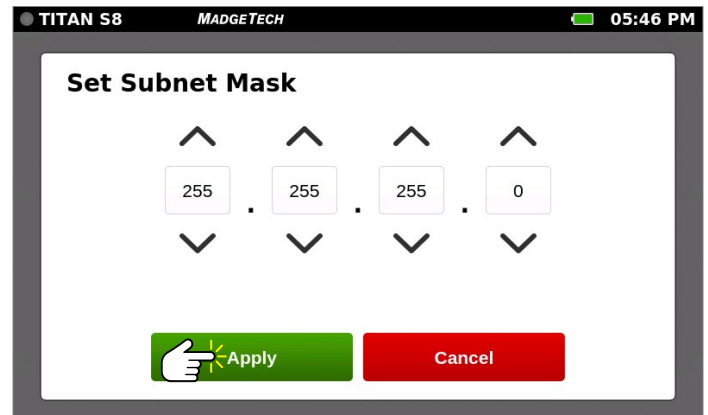 TITAN S8 MADGETECH 05:46 PM
Set Subnet Mask
255 . 255 . 255 . 0
Apply Cancel